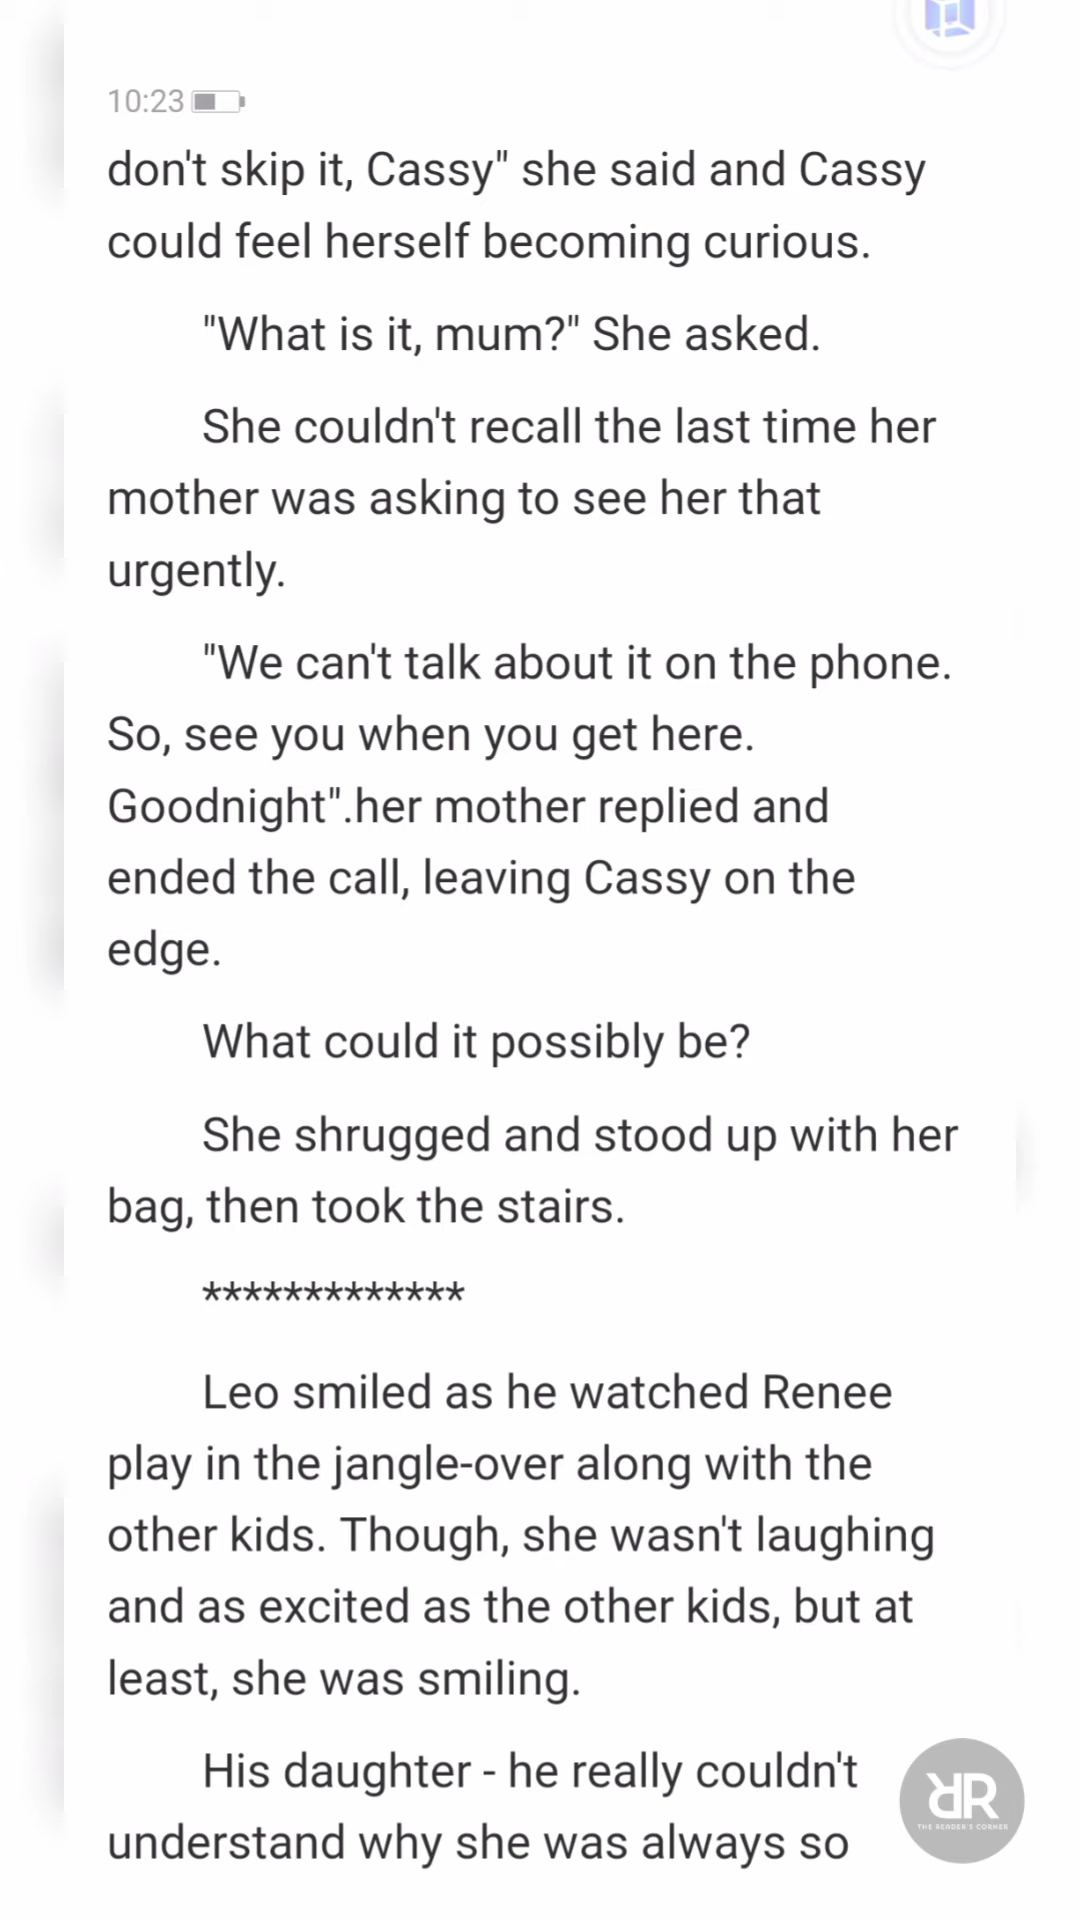 10:23
don't skip it, Cassy" she said and Cassy
could feel herself becoming curious.
"What is it, mum?" She asked.
She couldn't recall the last time her
mother was asking to see her that
urgently.
"We can't talk about it on the phone.
So, see you when you get here.
Goodnight".her mother replied and
ended the call, leaving Cassy on the
edge.
What could it possibly be?
She shrugged and stood up with her
bag, then took the stairs.
*************
Leo smiled as he watched Renee
play in the jangle-over along with the
other kids. Though, she wasn't laughing
and as excited as the other kids, but at
least, she was smiling.
His daughter - he really couldn't
understand why she was always so
RR
THE READER'S CORNER